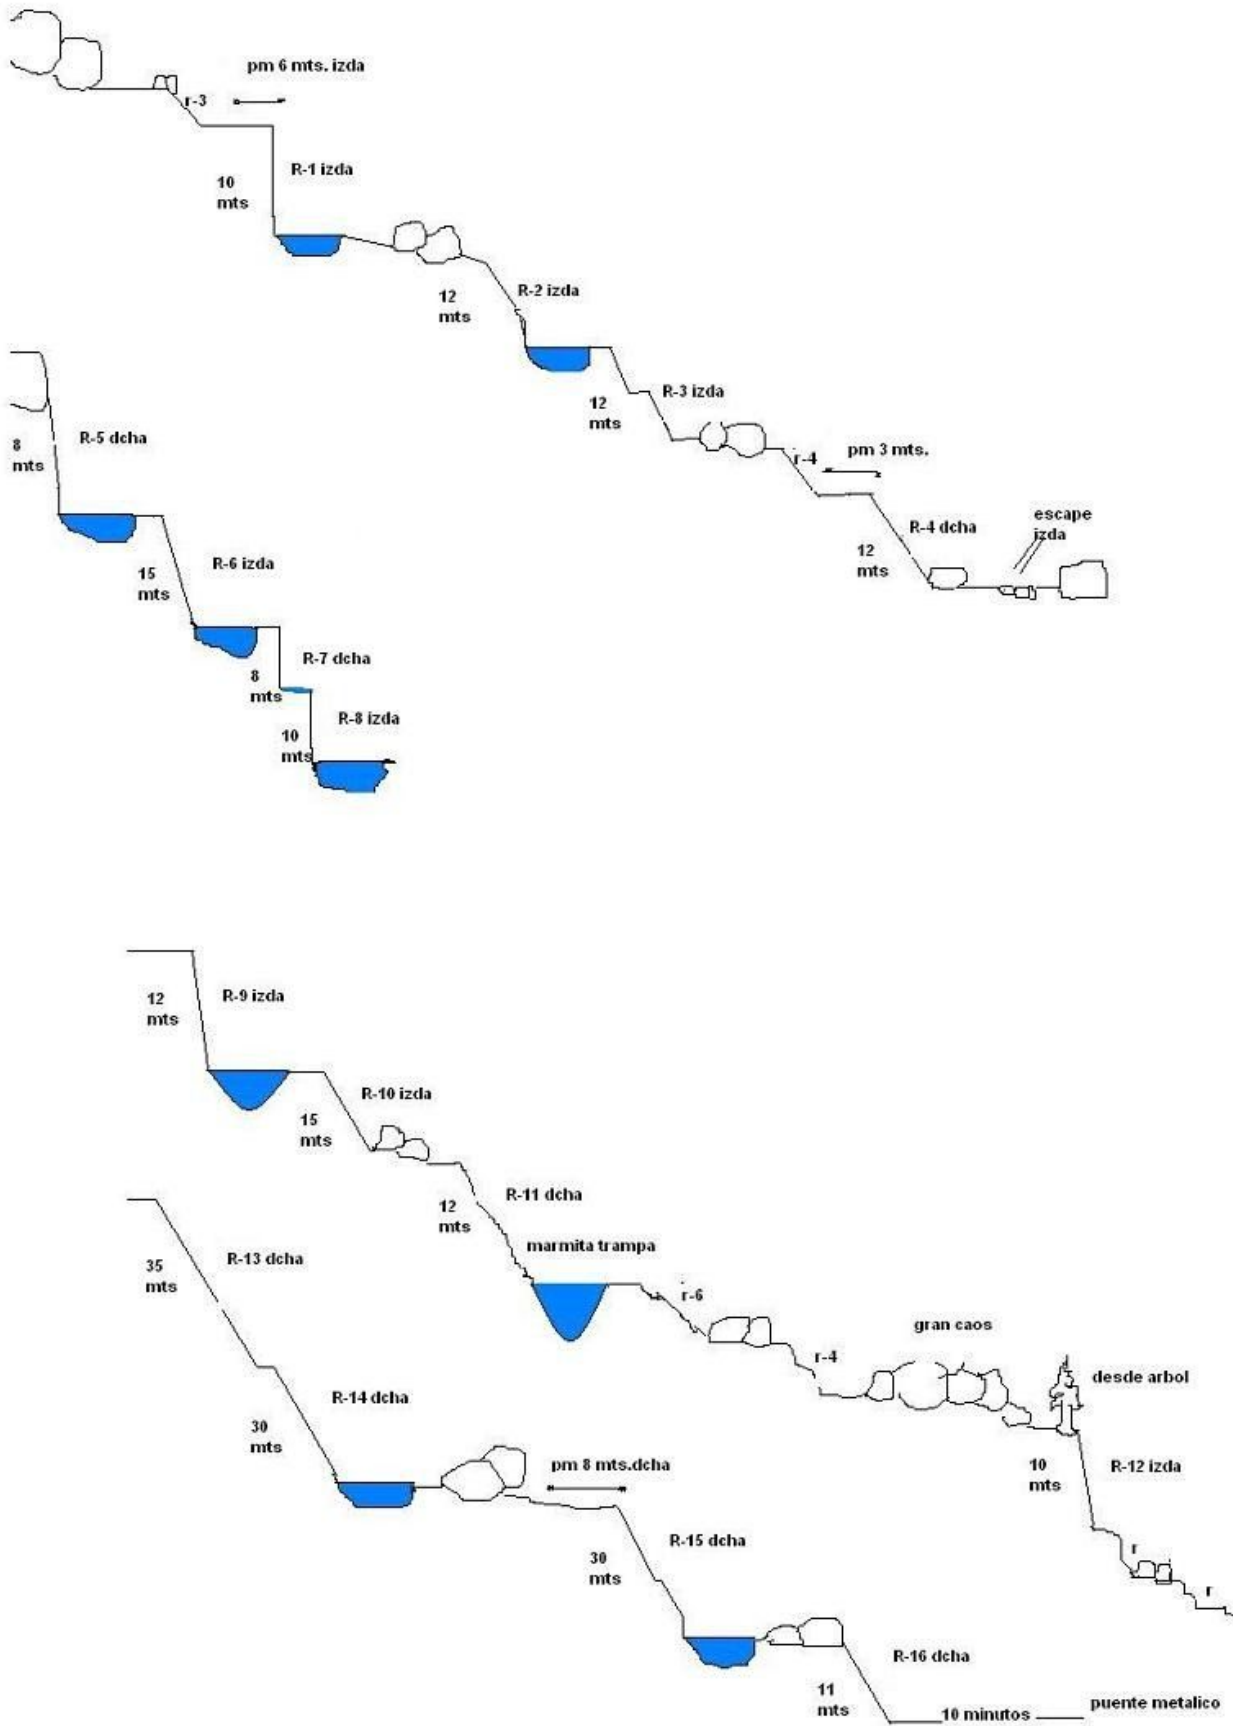 pm 6 mts. izda
r-3
R-1 izda
10
mts
R-2 izda
12
mts
R-3 izda
12
mts
r-4
pm 3 mts.
R-4 dcha
12
mts
escape
izda
R-5 dcha
8
mts
R-6 izda
15
mts
R-7 dcha
8
mts
R-8 izda
10
mts
R-9 izda
12
mts
R-10 izda
15
mts
R-11 dcha
12
mts
marmita trampa
r-6
r-4
gran caos
desde arbol
R-12 izda
10
mts
r
r
R-13 dcha
35
mts
R-14 dcha
30
mts
pm 8 mts.dcha
R-15 dcha
30
mts
R-16 dcha
11
mts
10 minutos
puente metalico